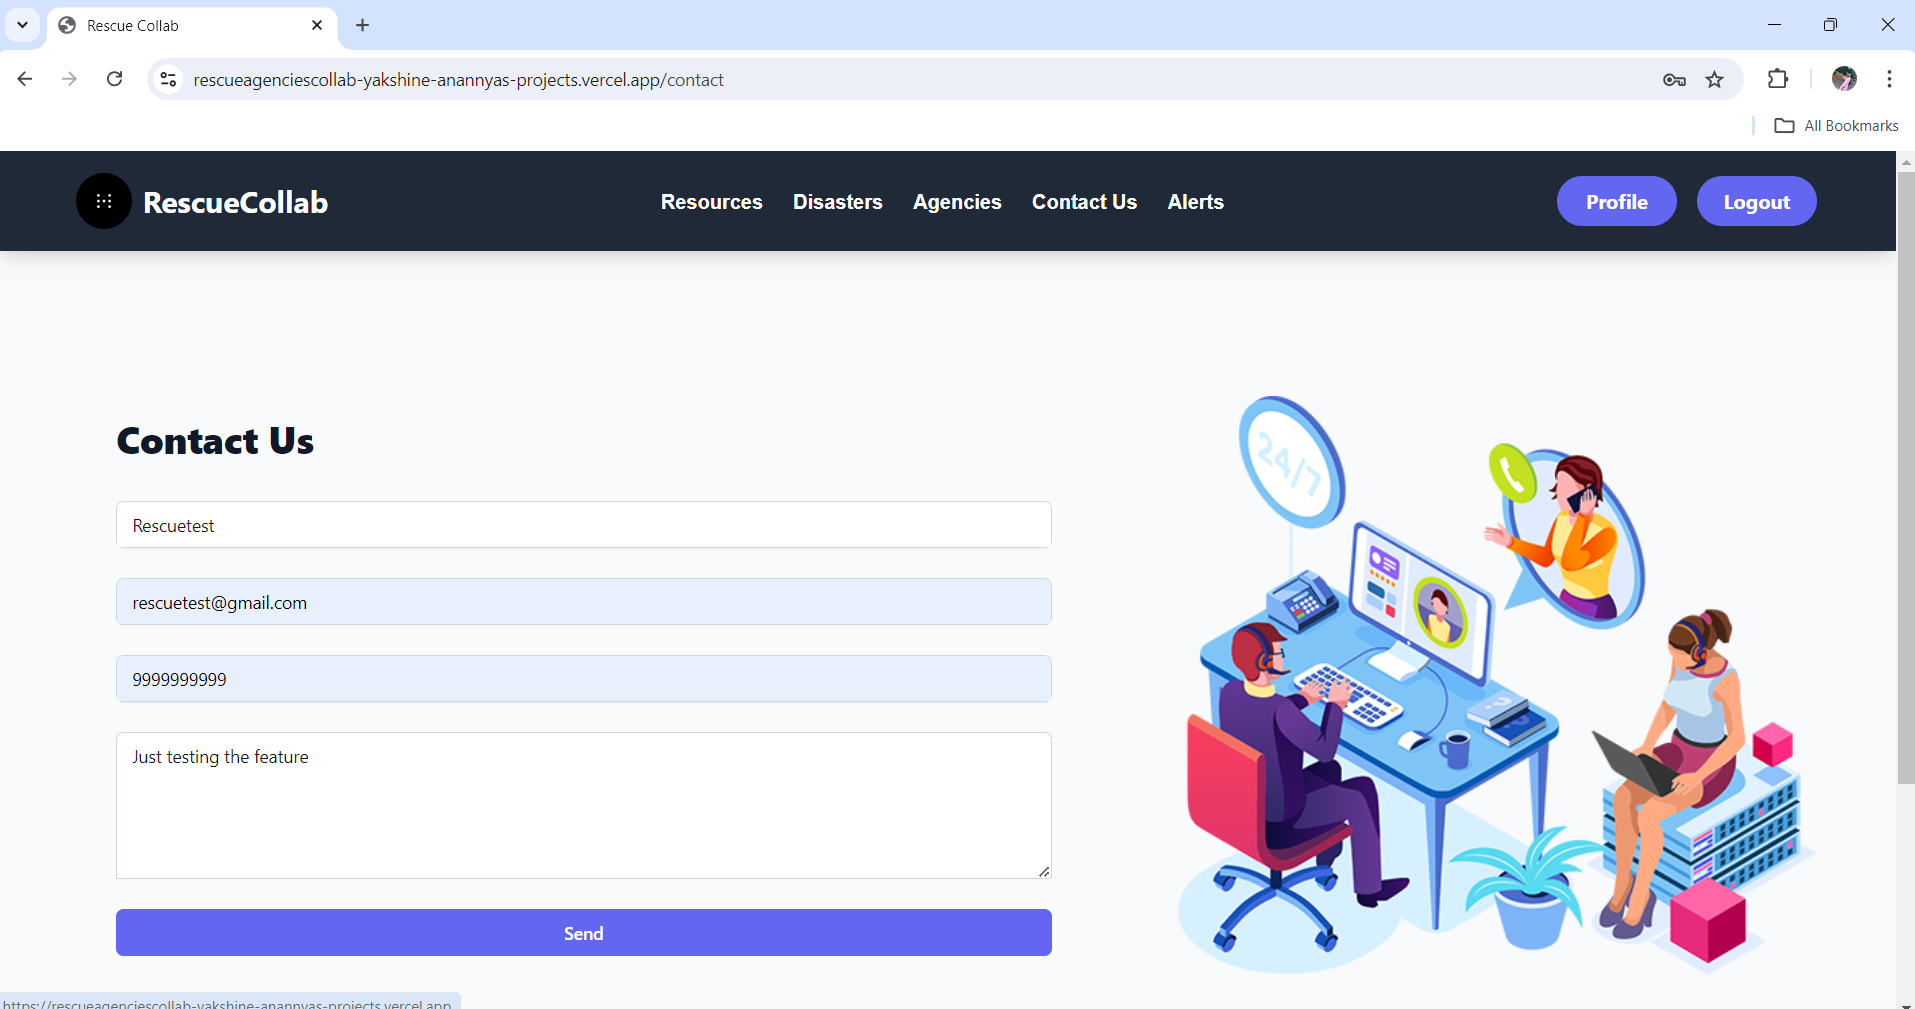 Rescue Collab
rescueagenciescollab-yakshine-anannyas-projects.vercel.app/contact
All Bookmarks
RescueCollab
Resources Disasters Agencies Contact Us Alerts
Profile Logout
Contact Us
Rescuetest
rescuetest@gmail.com
9999999999
Just testing the feature
Send
24/7
https://rescueagenciescollab-yakshine-anannyas-projects.vercel.app